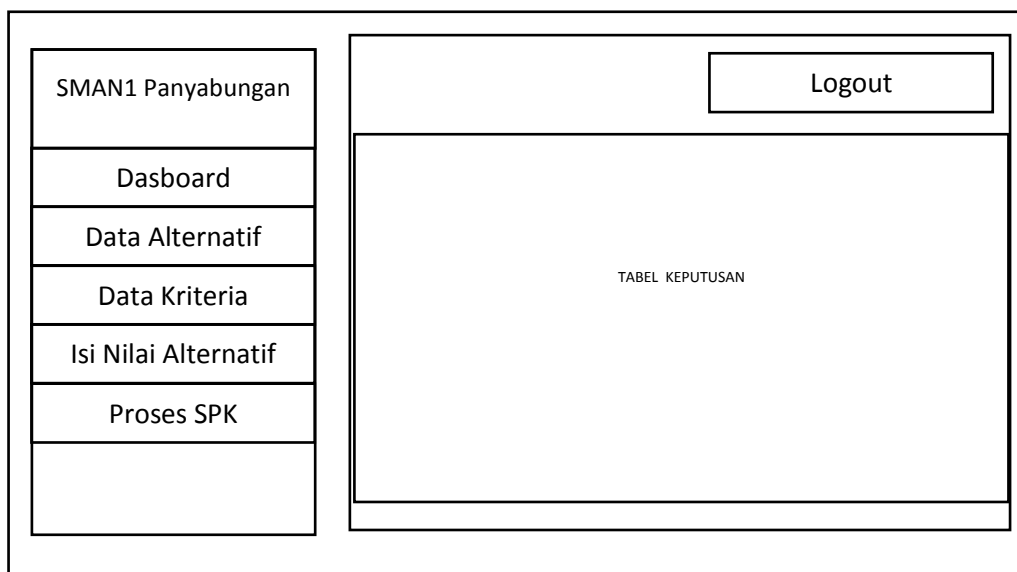 SMAN1 Panyabungan
Dasboard
Data Alternatif
Data Kriteria
Isi Nilai Alternatif
Proses SPK
Logout
TABEL KEPUTUSAN